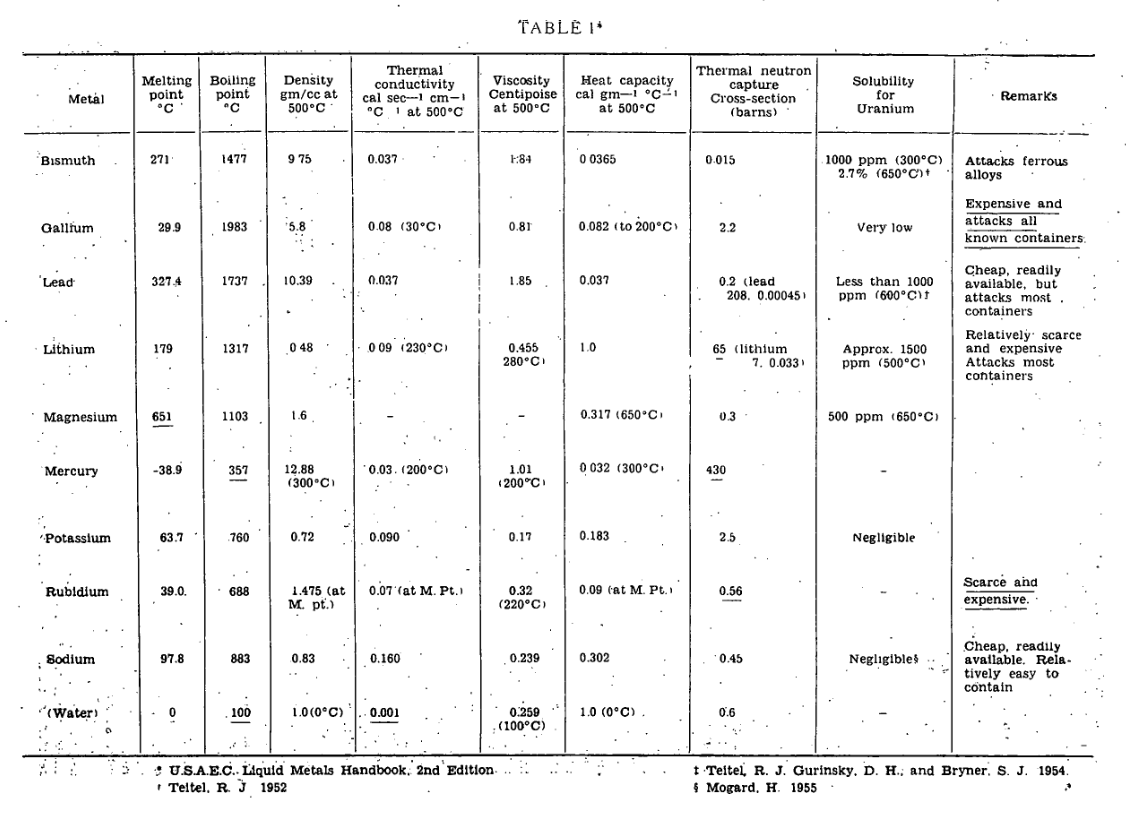 TABLE 1*
Metal | Melting point °C | Boiling point °C | Density gm/cc at 500°C | Thermal conductivity cal sec—1 cm—1 °C 1 at 500°C | Viscosity Centipoise at 500°C | Heat capacity cal gm—1 °C—1 at 500°C | Thermal neutron capture Cross-section (barns) | Solubility for Uranium | Remarks
Bismuth | 271 | 1477 | 9 75 | 0.037 | 1.84 | 0 0365 | 0.015 | 1000 ppm (300°C) 2.7% (650°C)† | Attacks ferrous alloys
Gallium | 29.9 | 1983 | 5.8 | 0.08 (30°C) | 0.81 | 0.082 (to 200°C) | 2.2 | Very low | Expensive and attacks all known containers.
Lead | 327.4 | 1737 | 10.39 | 0.037 | 1.85 | 0.037 | 0.2 (lead 208, 0.00045) | Less than 1000 ppm (600°C)‡ | Cheap, readily available, but attacks most containers
Lithium | 179 | 1317 | 0 48 | 0 09 (230°C) | 0.455 280°C) | 1.0 | 65 (lithium 7, 0.033) | Approx. 1500 ppm (500°C) | Relatively scarce and expensive Attacks most containers
Magnesium | 651 | 1103 | 1.6 | – | – | 0.317 (650°C) | 0.3 | 500 ppm (650°C)
Mercury | -38.9 | 357 | 12.88 (300°C) | 0.03 (200°C) | 1.01 (200°C) | 0 032 (300°C) | 430 | –
Potassium | 63.7 | 760 | 0.72 | 0.090 | 0.17 | 0.183 | 2.5 | Negligible
Rubidium | 39.0 | 688 | 1.475 (at M. pt.) | 0.07 (at M. Pt.) | 0.32 (220°C) | 0.09 (at M. Pt.) | 0.56 | – | Scarce and expensive.
Sodium | 97.8 | 883 | 0.83 | 0.160 | 0.239 | 0.302 | 0.45 | Negligible§ | Cheap, readily available. Rela- tively easy to contain
(Water) | 0 | 100 | 1.0 (0°C) | 0.001 | 0.259 (100°C) | 1.0 (0°C) | 0.6 | –
* U.S.A.E.C. Liquid Metals Handbook, 2nd Edition
† Teitel, R. J 1952
‡ Teitel, R. J. Gurinsky, D. H., and Bryner, S. J. 1954.
§ Mogard, H. 1955